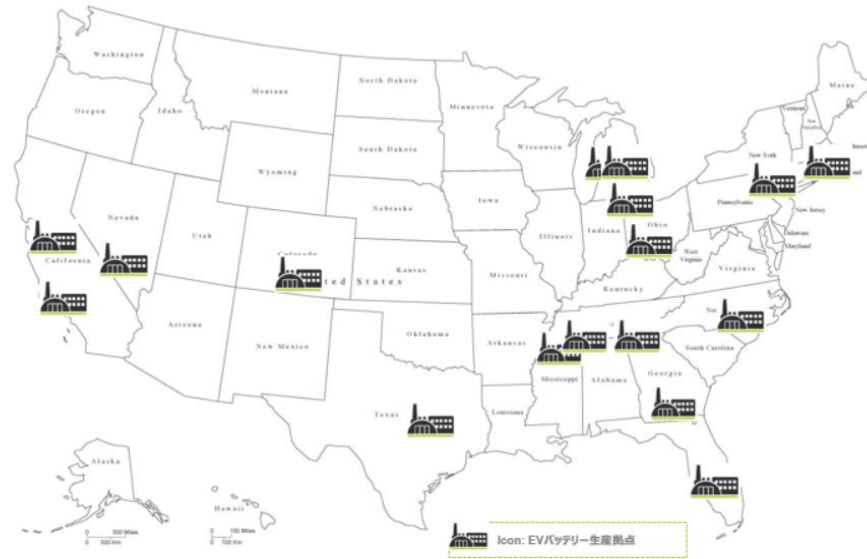 Washington
Montana
North Dakota
Minnesota
Maine
Oregon
Idaho
South Dakota
Wisconsin
Vermont
New York
Wyoming
Nebraska
Iowa
Pennsylvania
New Jersey
Nevada
Utah
Colorado
Illinois
Indiana
Ohio
Delaware
Maryland
California
United States
Kansas
Missouri
West
Virginia
Virginia
Kentucky
Arizona
New Mexico
Oklahoma
Arkansas
South Carolina
Texas
Louisiana
Mississippi
Alabama
Georgia
Alaska
Hawaii
500 Miles
500 Km
100 Miles
100 Km
Icon: EVバッテリー生産拠点